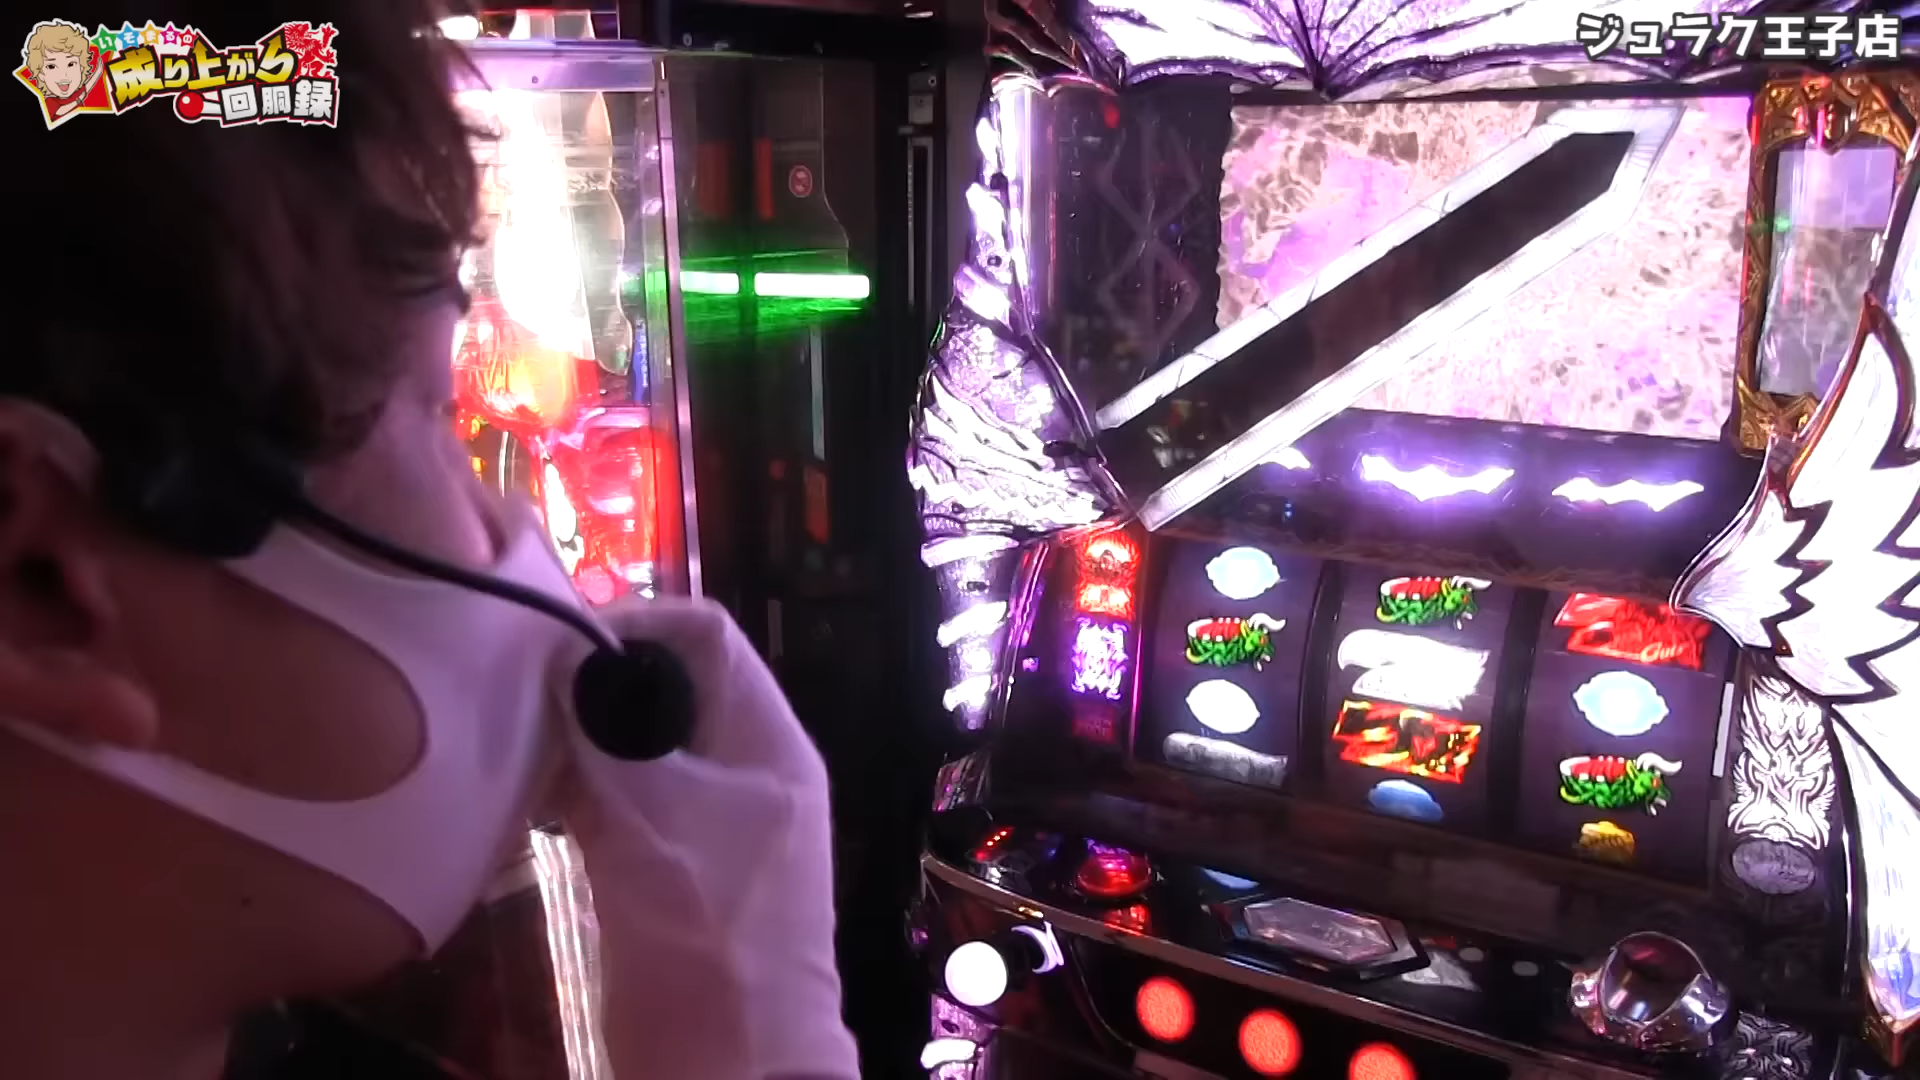 いそまるの
成り上がり
回胴録
ジュラク王子店